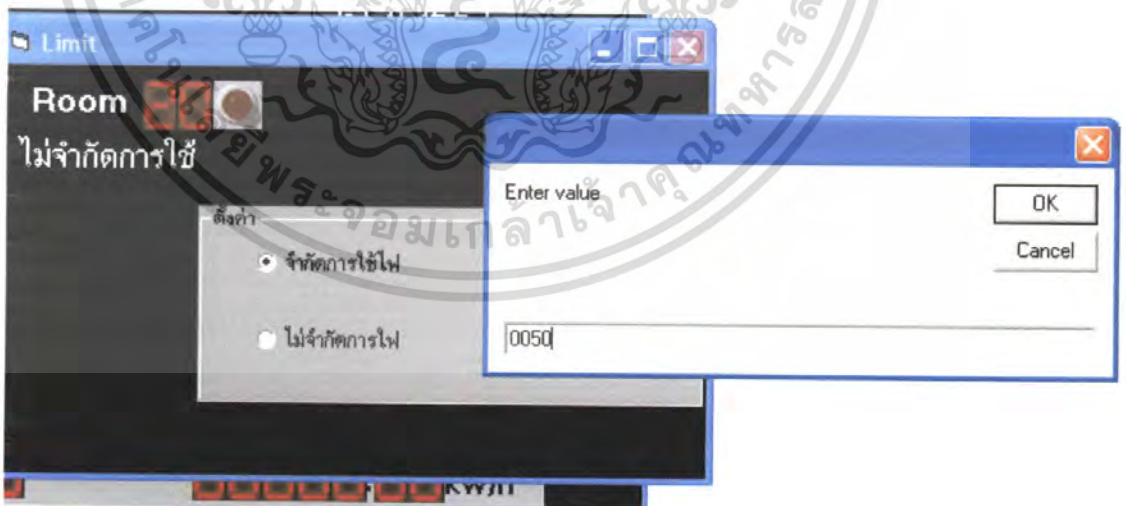 Limit
Room 20
ไม่จำกัดการใช้
ตั้งค่า
จำกัดการใช้ไฟ
ไม่จำกัดการไฟ
Enter value
OK
Cancel
0050
kW/h